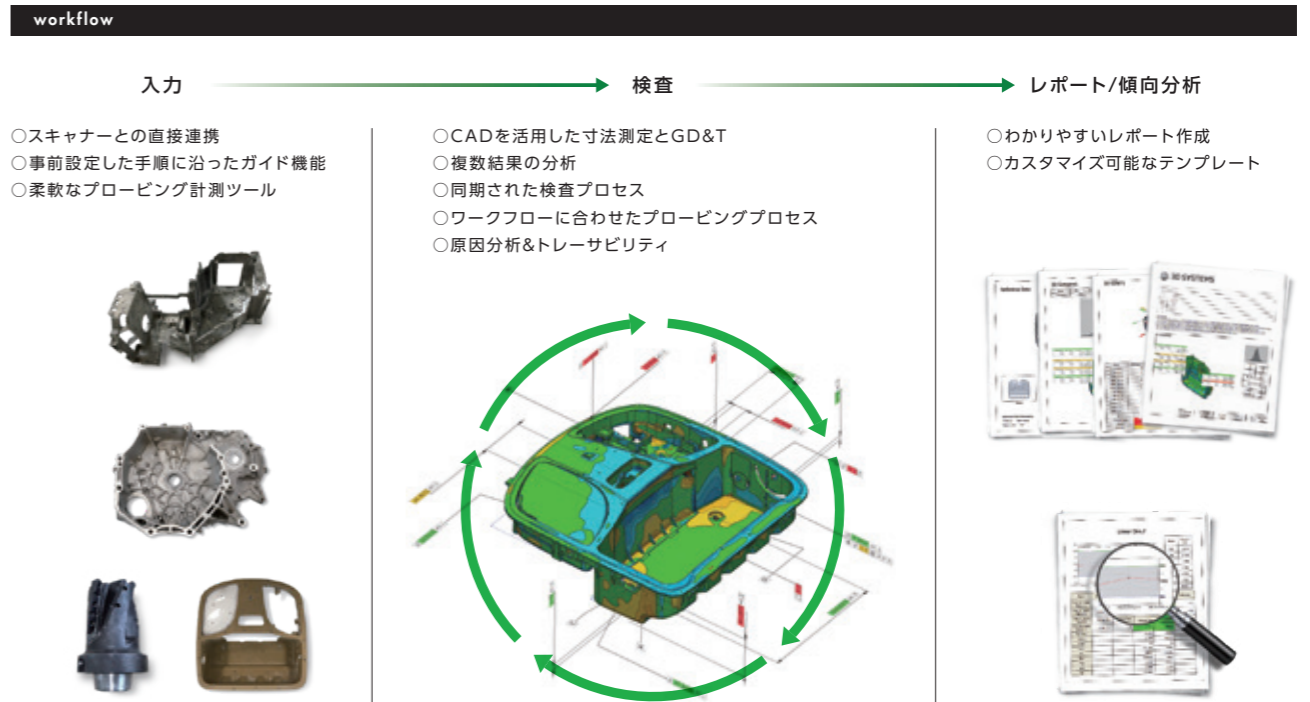 workflow
入力
検査
レポート/傾向分析
○スキャナーとの直接連携
○事前設定した手順に沿ったガイド機能
○柔軟なプロービング計測ツール
○CADを活用した寸法測定とGD&T
○複数結果の分析
○同期された検査プロセス
○ワークフローに合わせたプロービングプロセス
○原因分析&トレーサビリティ
○わかりやすいレポート作成
○カスタマイズ可能なテンプレート
3D SYSTEMS